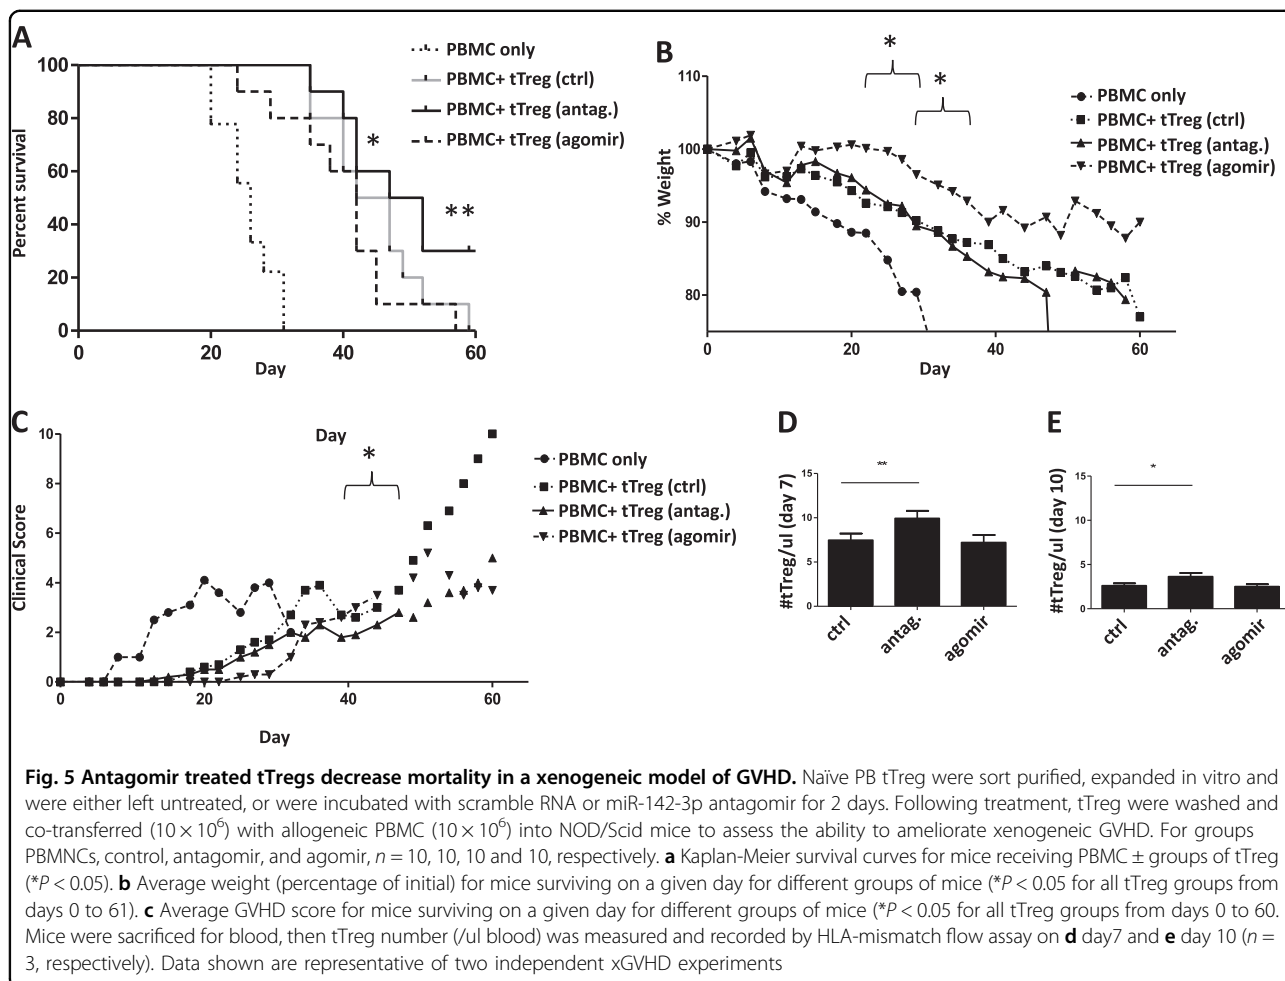 A
PBMC only
PBMC+ tTreg (ctrl)
PBMC+ tTreg (antag.)
PBMC+ tTreg (agomir)
Percent survival
100
80
60
40
20
0
*
**
0 20 40 60
Day
B
* *
PBMC only
PBMC+ tTreg (ctrl)
PBMC+ tTreg (antag.)
PBMC+ tTreg (agomir)
% Weight
110
100
90
80
0 20 40 60
Day
C
Day
*
PBMC only
PBMC+ tTreg (ctrl)
PBMC+ tTreg (antag.)
PBMC+ tTreg (agomir)
Clinical Score
10
8
6
4
2
0
0 20 40 60
Day
D
#tTreg/ul (day 7)
15
10
5
0
**
ctrl antag. agomir
E
#tTreg/ul (day 10)
15
10
5
0
*
ctrl antag. agomir
Fig. 5 Antagomir treated tTregs decrease mortality in a xenogeneic model of GVHD. Naïve PB tTreg were sort purified, expanded in vitro and
were either left untreated, or were incubated with scramble RNA or miR-142-3p antagomir for 2 days. Following treatment, tTreg were washed and
co-transferred (10 × 10⁶) with allogeneic PBMC (10 × 10⁶) into NOD/Scid mice to assess the ability to ameliorate xenogeneic GVHD. For groups
PBMNCs, control, antagomir, and agomir, n = 10, 10, 10 and 10, respectively. a Kaplan-Meier survival curves for mice receiving PBMC ± groups of tTreg
(*P < 0.05). b Average weight (percentage of initial) for mice surviving on a given day for different groups of mice (*P < 0.05 for all tTreg groups from
days 0 to 61). c Average GVHD score for mice surviving on a given day for different groups of mice (*P < 0.05 for all tTreg groups from days 0 to 60.
Mice were sacrificed for blood, then tTreg number (/ul blood) was measured and recorded by HLA-mismatch flow assay on d day7 and e day 10 (n =
3, respectively). Data shown are representative of two independent xGVHD experiments